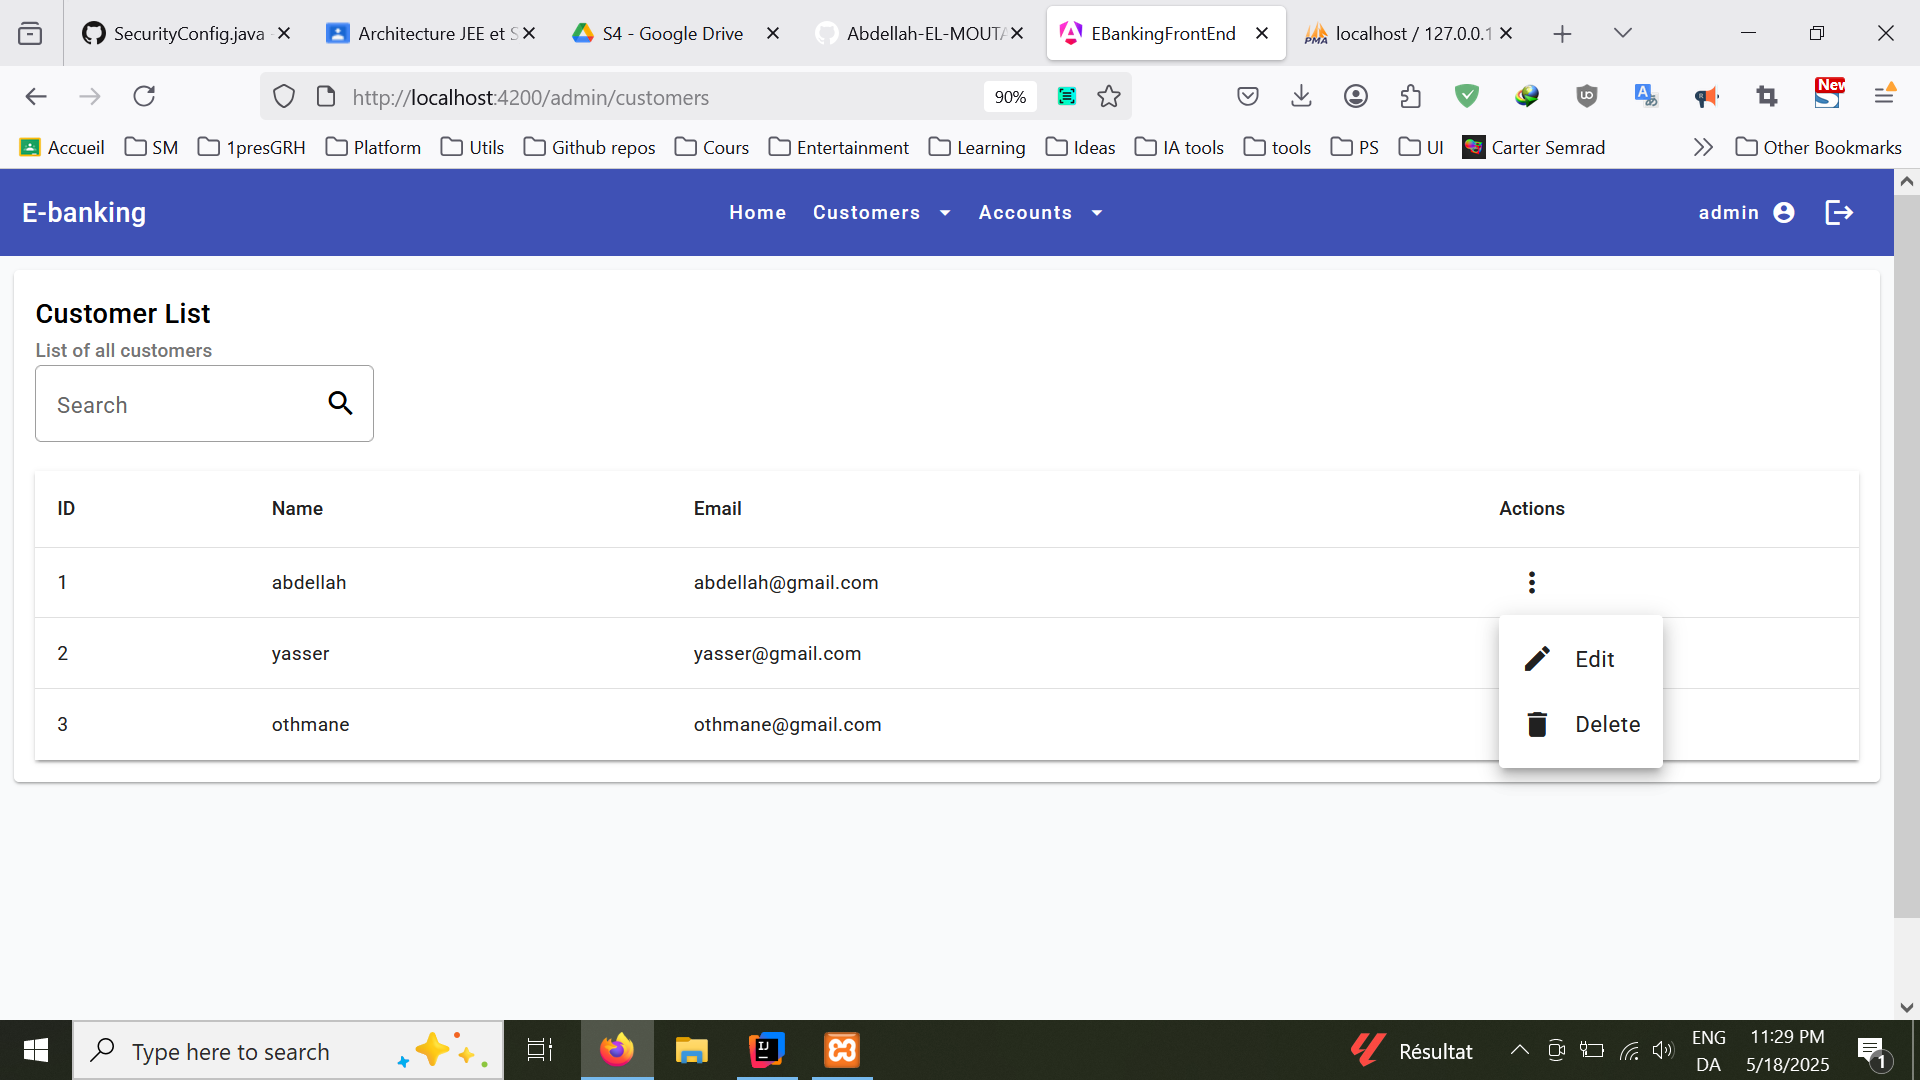 SecurityConfig.java
Architecture JEE et S
S4 - Google Drive
Abdellah-EL-MOUTA
EBankingFrontEnd
PMA
localhost / 127.0.0.1
http://localhost:4200/admin/customers
90%
New
Accueil
SM
1presGRH
Platform
Utils
Github repos
Cours
Entertainment
Learning
Ideas
IA tools
tools
PS
UI
Carter Semrad
Other Bookmarks
E-banking
Home
Customers
Accounts
admin
Customer List
List of all customers
Search
ID Name Email Actions
1 abdellah abdellah@gmail.com
2 yasser yasser@gmail.com
Edit
3 othmane othmane@gmail.com
Delete
Type here to search
Résultat
ENG
DA
11:29 PM
5/18/2025
1